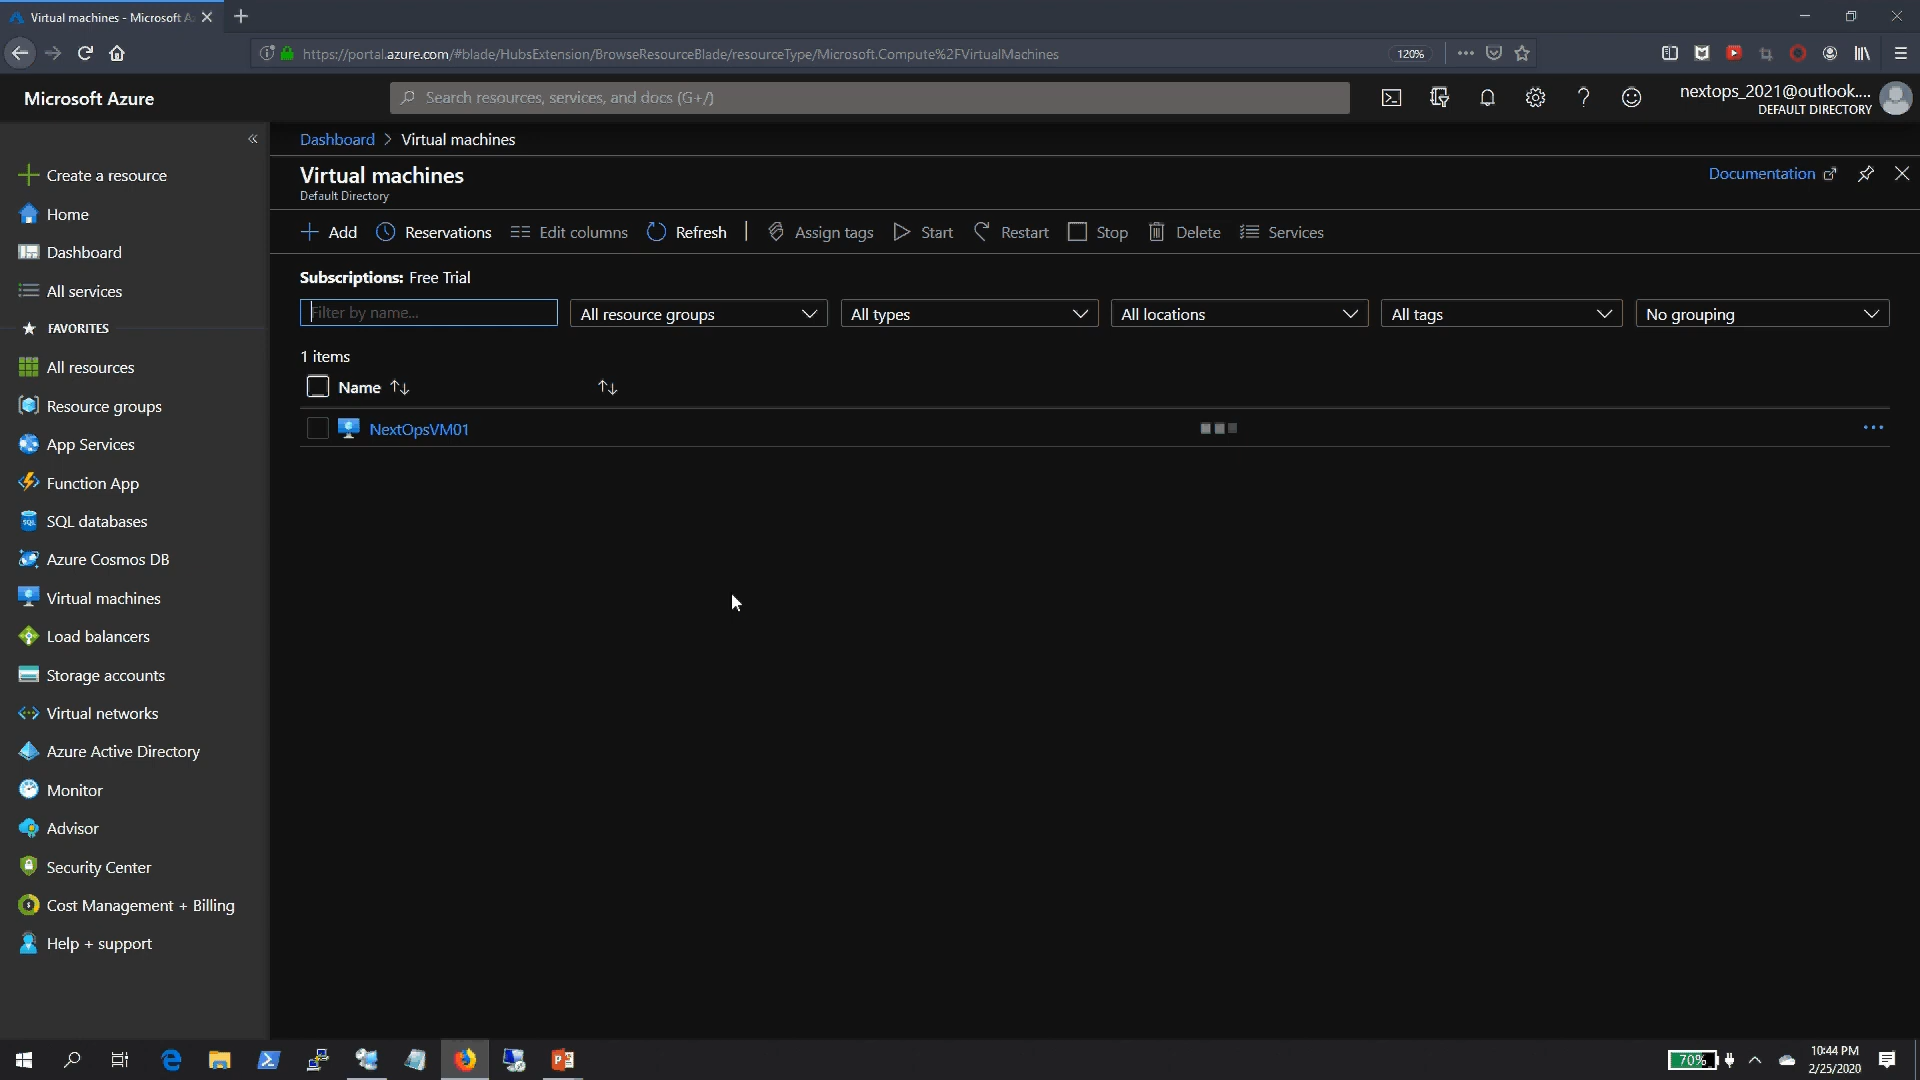 Virtual machines - Microsoft A
https://portal.azure.com/#blade/HubsExtension/BrowseResourceBlade/resourceType/Microsoft.Compute%2FVirtualMachines
120%
Microsoft Azure
Search resources, services, and docs (G+/)
nextops_2021@outlook....
DEFAULT DIRECTORY
Dashboard > Virtual machines
Virtual machines
Default Directory
Documentation
Add
Reservations
Edit columns
Refresh
Assign tags
Start
Restart
Stop
Delete
Services
Subscriptions: Free Trial
Filter by name...
All resource groups
All types
All locations
All tags
No grouping
1 items
Name
NextOpsVM01
Create a resource
Home
Dashboard
All services
FAVORITES
All resources
Resource groups
App Services
Function App
SQL databases
Azure Cosmos DB
Virtual machines
Load balancers
Storage accounts
Virtual networks
Azure Active Directory
Monitor
Advisor
Security Center
Cost Management + Billing
Help + support
70%
10:44 PM
2/25/2020